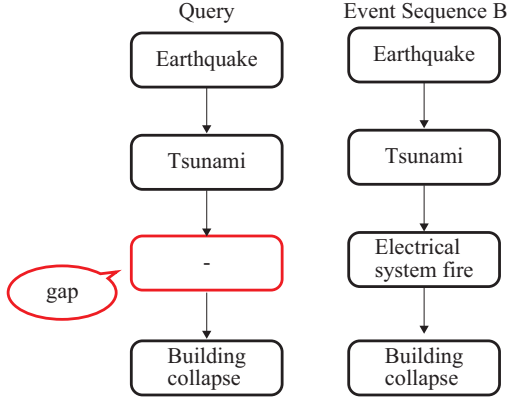 Query
Earthquake
Tsunami
-
gap
Building
collapse
Event Sequence B
Earthquake
Tsunami
Electrical
system fire
Building
collapse